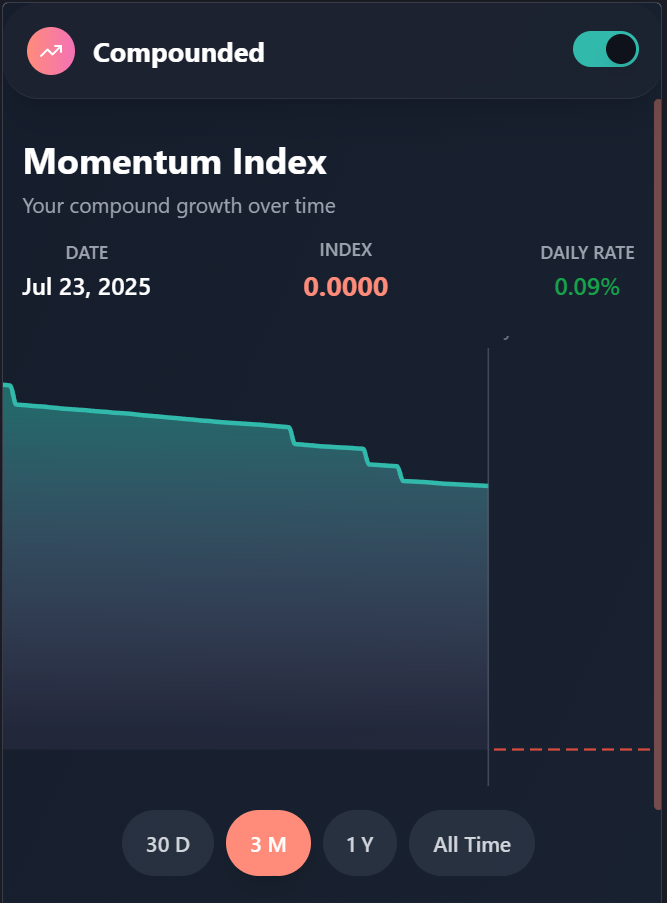 Compounded
Momentum Index
Your compound growth over time
DATE
INDEX
DAILY RATE
Jul 23, 2025
0.0000
0.09%
30 D
3 M
1 Y
All Time